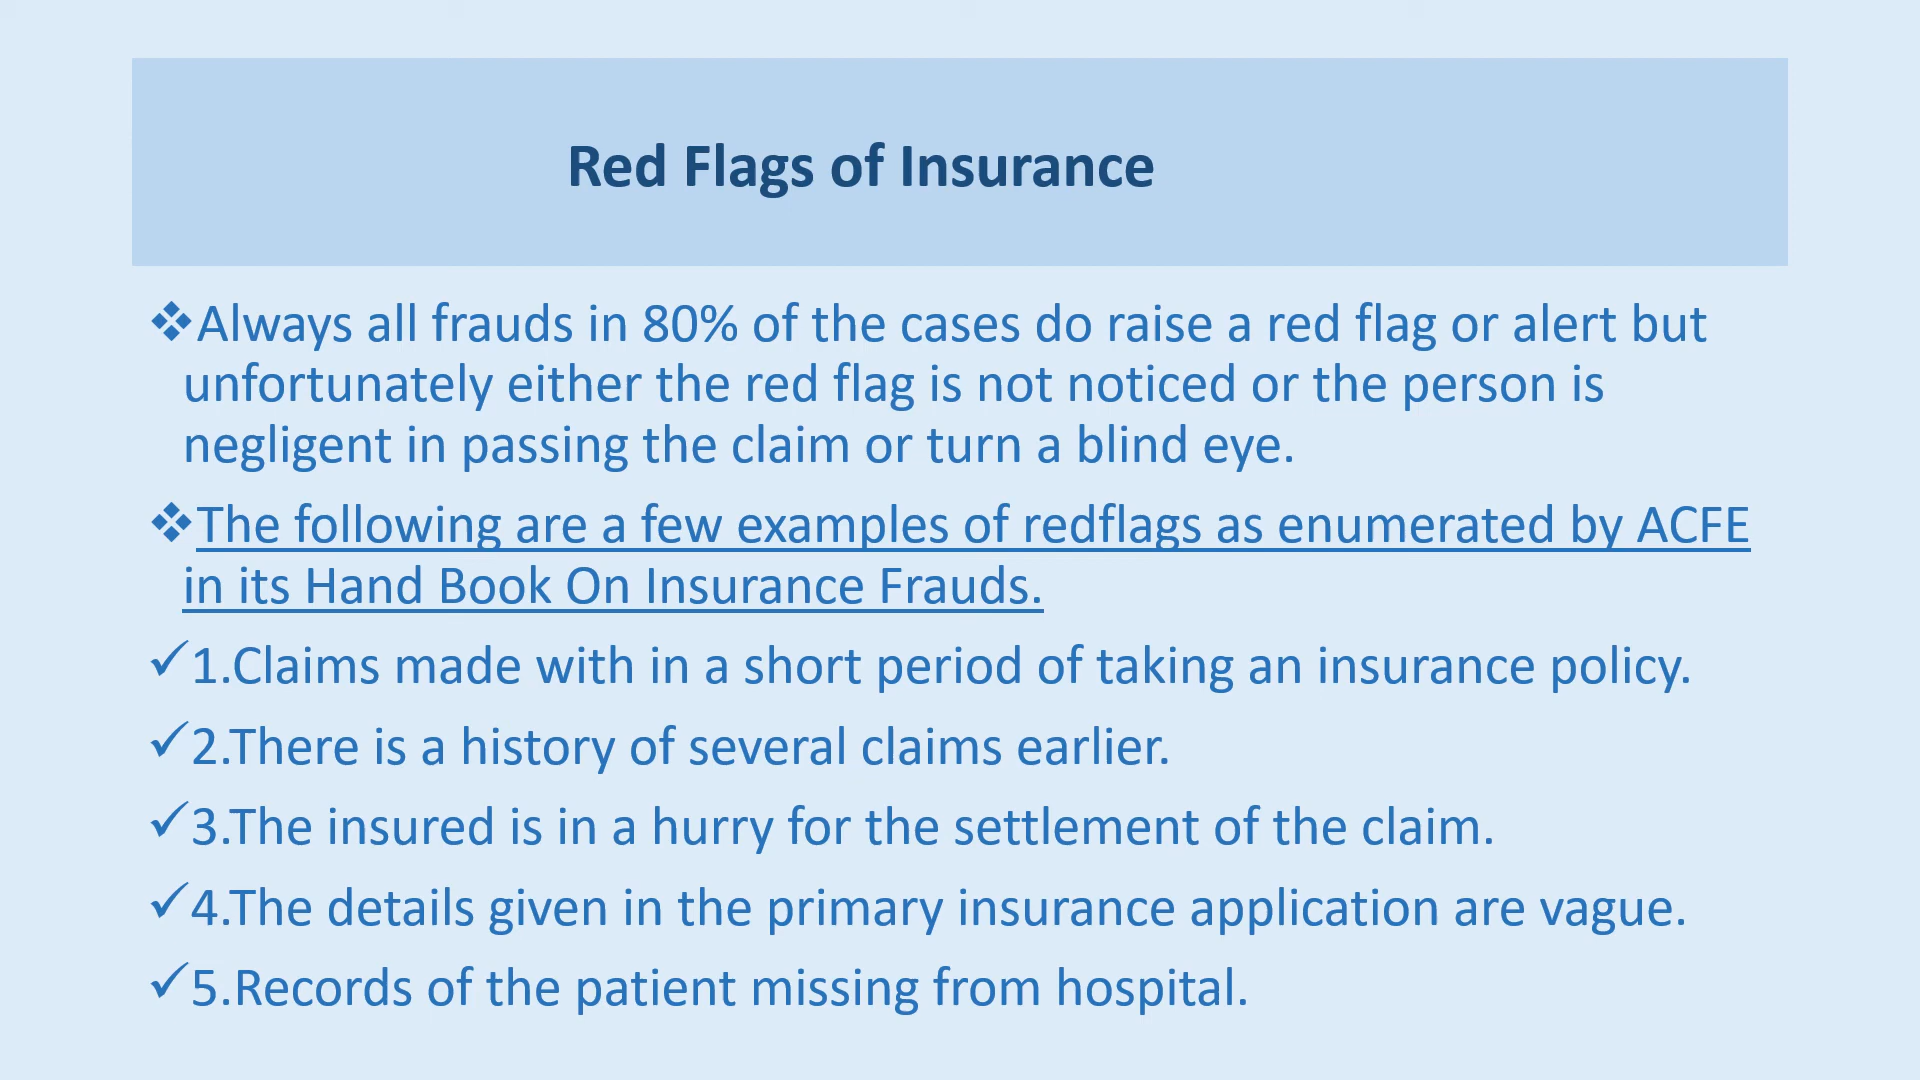 Red Flags of Insurance
❖Always all frauds in 80% of the cases do raise a red flag or alert but
unfortunately either the red flag is not noticed or the person is
negligent in passing the claim or turn a blind eye.
❖The following are a few examples of redflags as enumerated by ACFE
in its Hand Book On Insurance Frauds.
✓1.Claims made with in a short period of taking an insurance policy.
✓2.There is a history of several claims earlier.
✓3.The insured is in a hurry for the settlement of the claim.
✓4.The details given in the primary insurance application are vague.
✓5.Records of the patient missing from hospital.